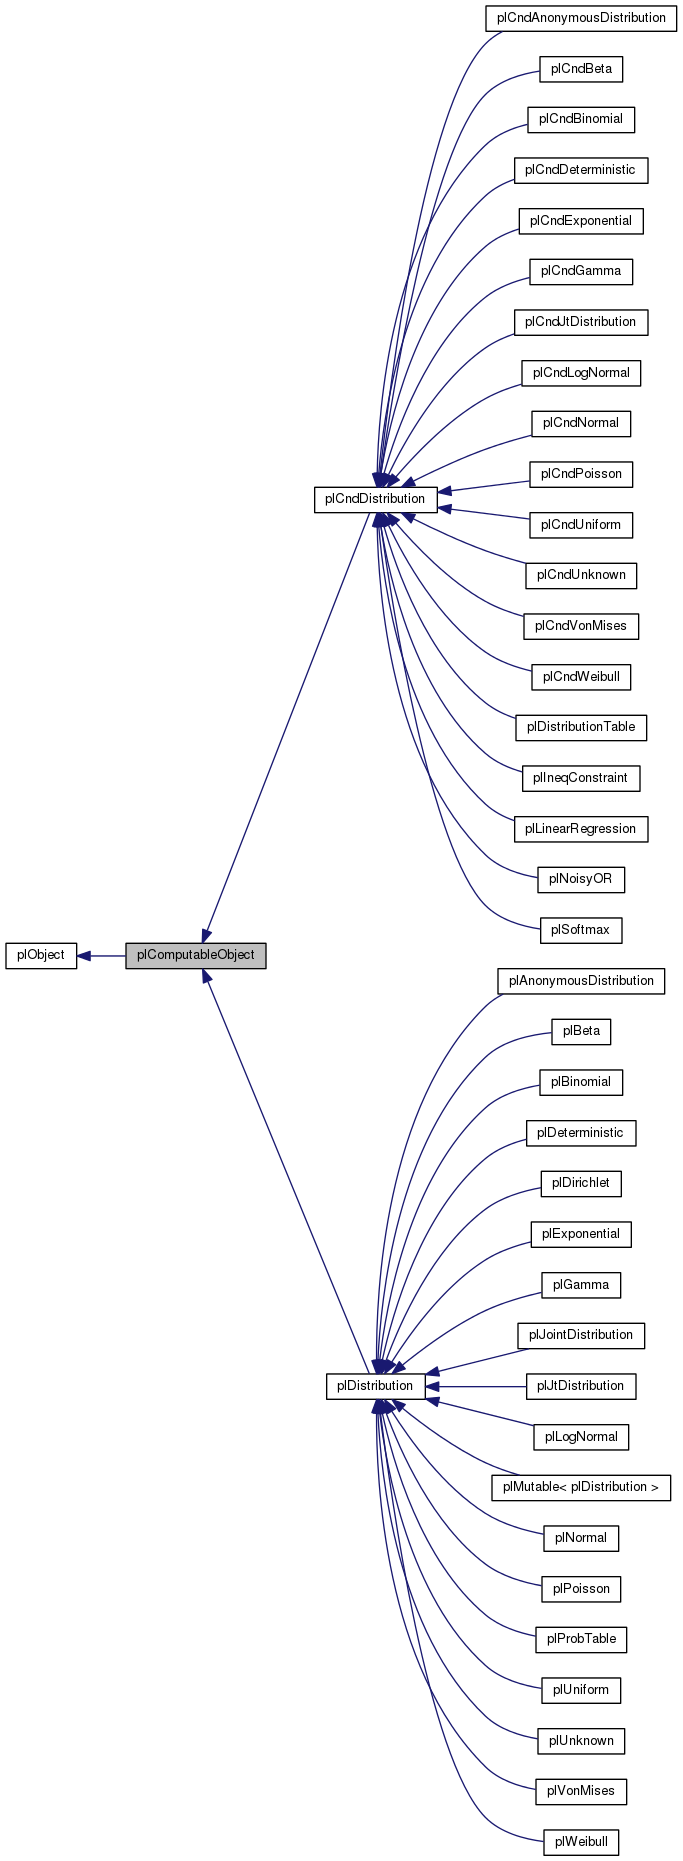 plCndAnonymousDistribution
plCndBeta
plCndBinomial
plCndDeterministic
plCndExponential
plCndGamma
plCndJtDistribution
plCndLogNormal
plCndNormal
plCndPoisson
plCndDistribution
plCndUniform
plCndUnknown
plCndVonMises
plCndWeibull
plDistributionTable
plIneqConstraint
plLinearRegression
plNoisyOR
plSoftmax
plObject
plComputableObject
plAnonymousDistribution
plBeta
plBinomial
plDeterministic
plDirichlet
plExponential
plGamma
plJointDistribution
plDistribution
plJtDistribution
plLogNormal
plMutable< plDistribution >
plNormal
plPoisson
plProbTable
plUniform
plUnknown
plVonMises
plWeibull